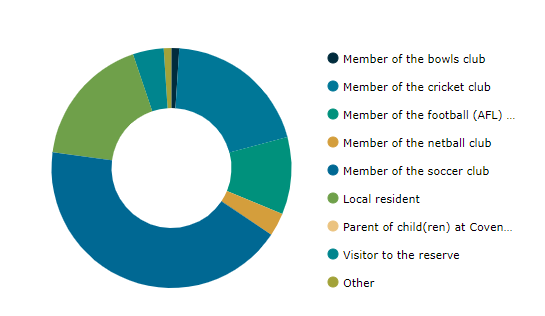 Member of the bowls club
Member of the cricket club
Member of the football (AFL) ...
Member of the netball club
Member of the soccer club
Local resident
Parent of child(ren) at Coven...
Visitor to the reserve
Other